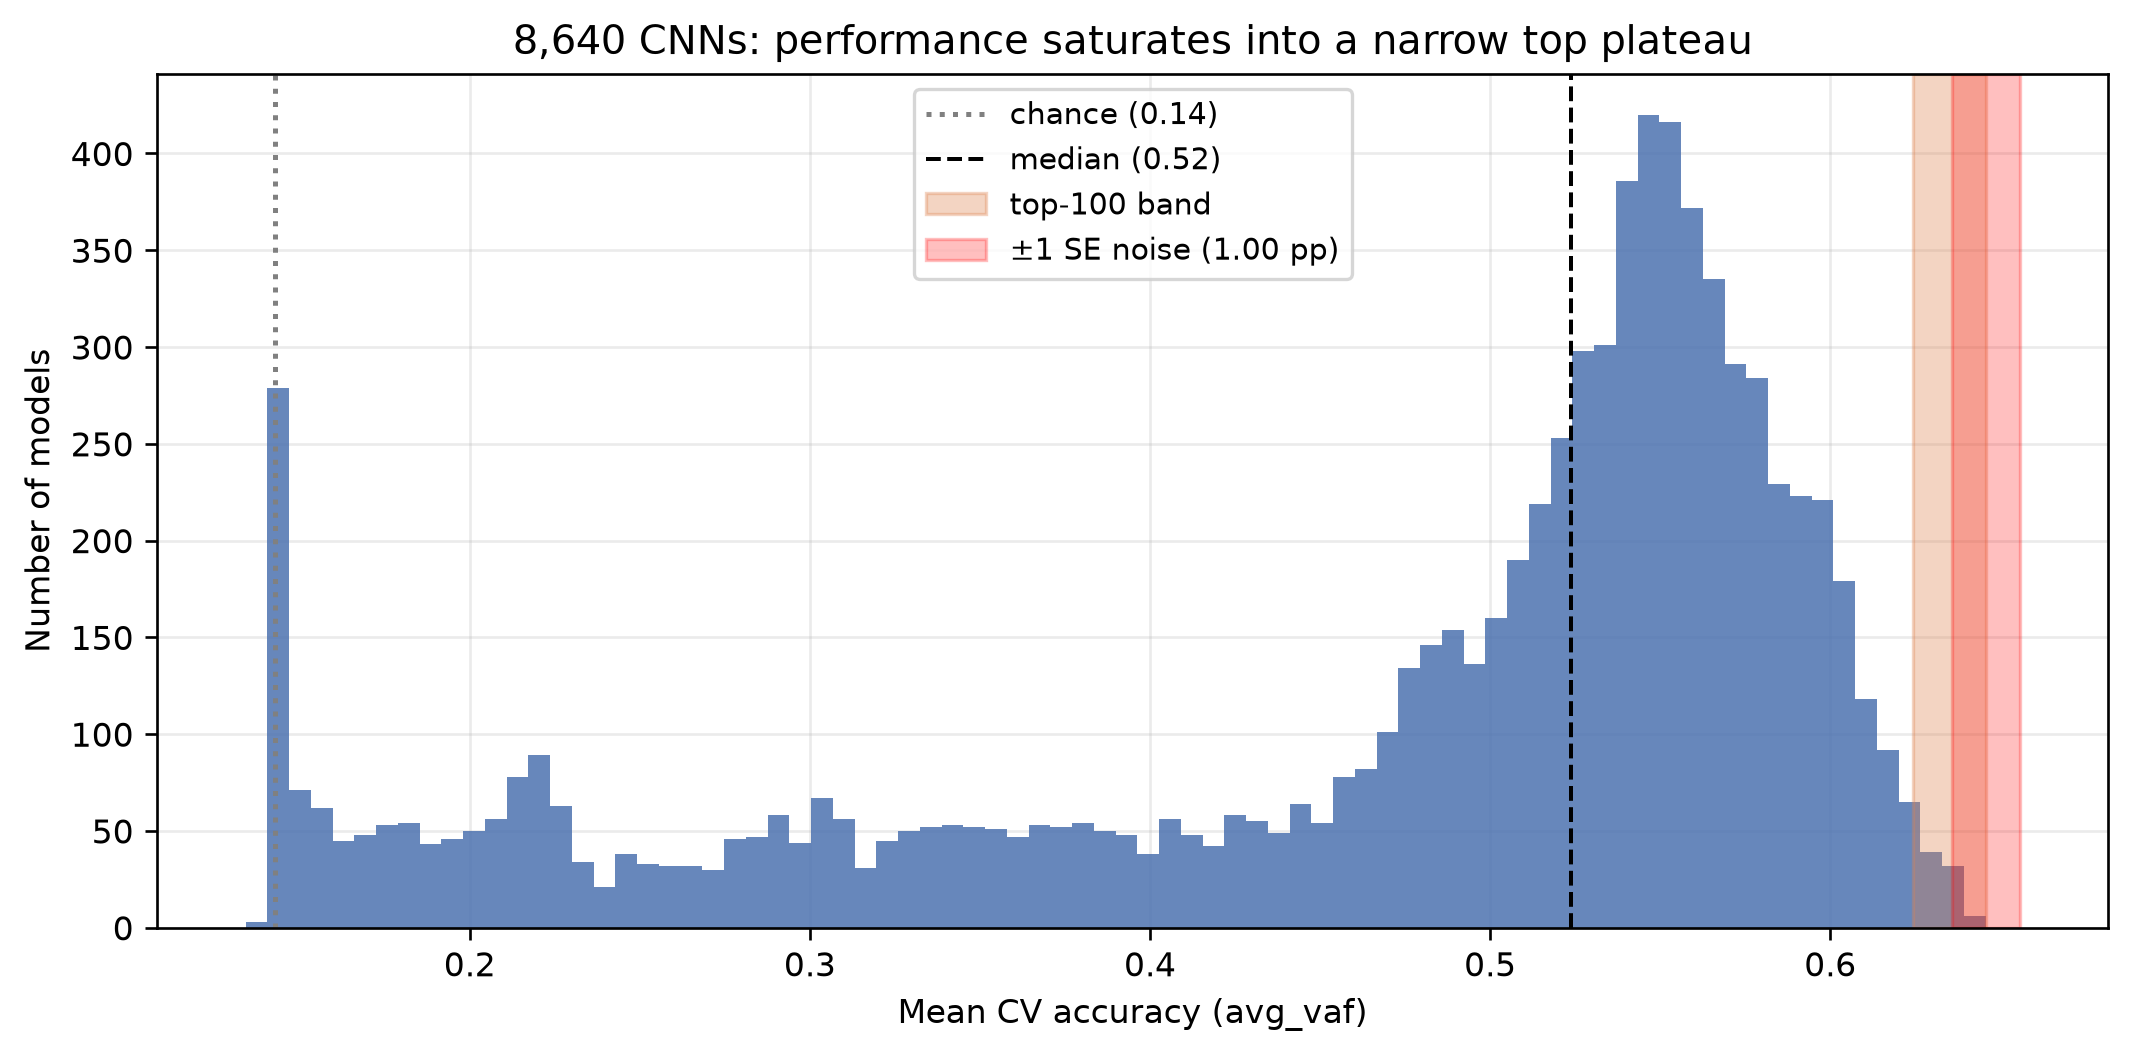 8,640 CNNs: performance saturates into a narrow top plateau
chance (0.14)
median (0.52)
top-100 band
±1 SE noise (1.00 pp)
Number of models
400
350
300
250
200
150
100
50
0
0.2
0.3
0.4
0.5
0.6
Mean CV accuracy (avg_vaf)